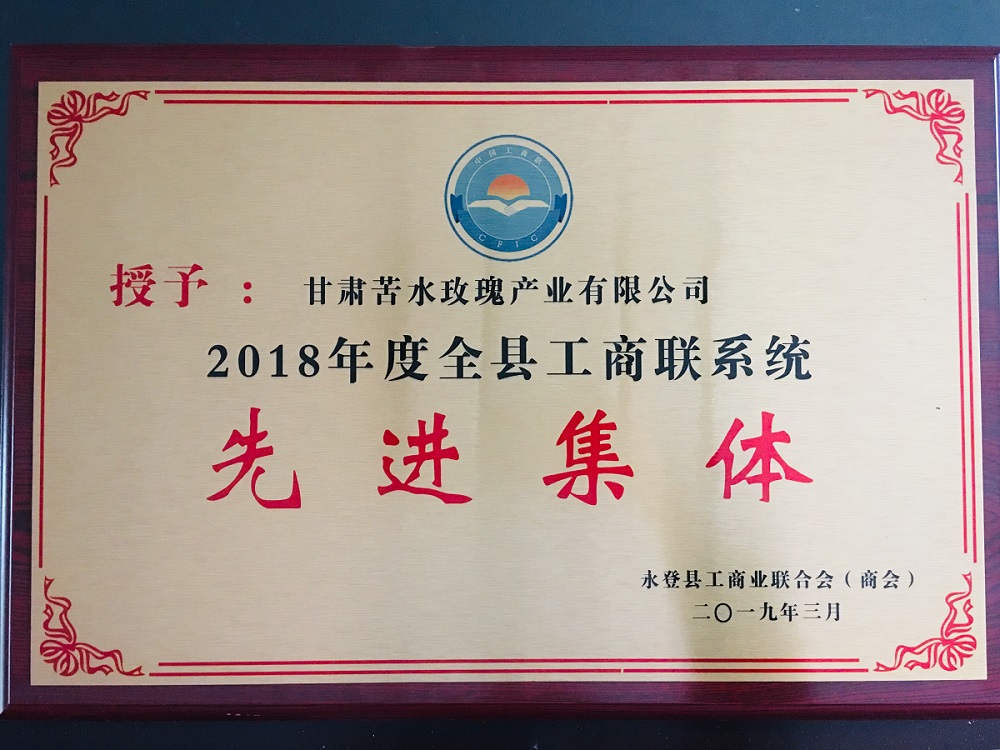 中国工商联
CFIC
授予：甘肃苦水玫瑰产业有限公司
2018年度全县工商联系统
先进集体
永登县工商业联合会（商会）
二〇一九年三月